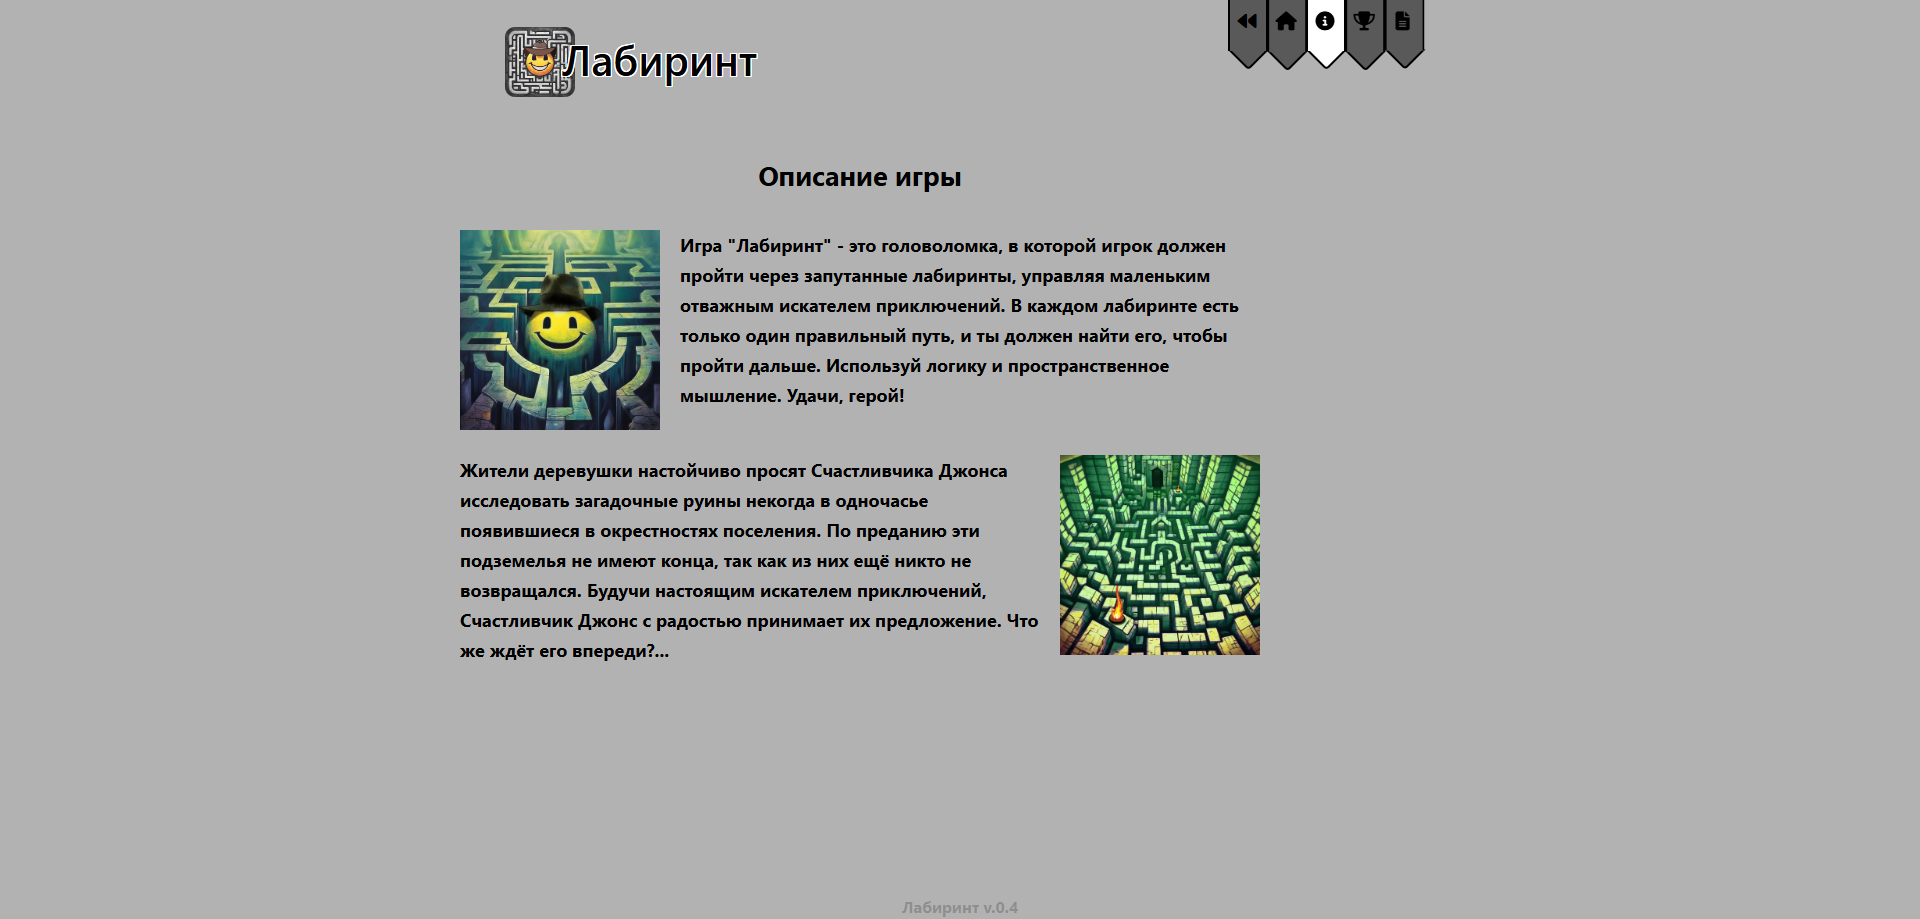 Лабиринт
Описание игры
Игра "Лабиринт" - это головоломка, в которой игрок должен
пройти через запутанные лабиринты, управляя маленьким
отважным искателем приключений. В каждом лабиринте есть
только один правильный путь, и ты должен найти его, чтобы
пройти дальше. Используй логику и пространственное
мышление. Удачи, герой!
Жители деревушки настойчиво просят Счастливчика Джонса
исследовать загадочные руины некогда в одночасье
появившиеся в окрестностях поселения. По преданию эти
подземелья не имеют конца, так как из них ещё никто не
возвращался. Будучи настоящим искателем приключений,
Счастливчик Джонс с радостью принимает их предложение. Что
же ждёт его впереди?...
Лабиринт v.0.4